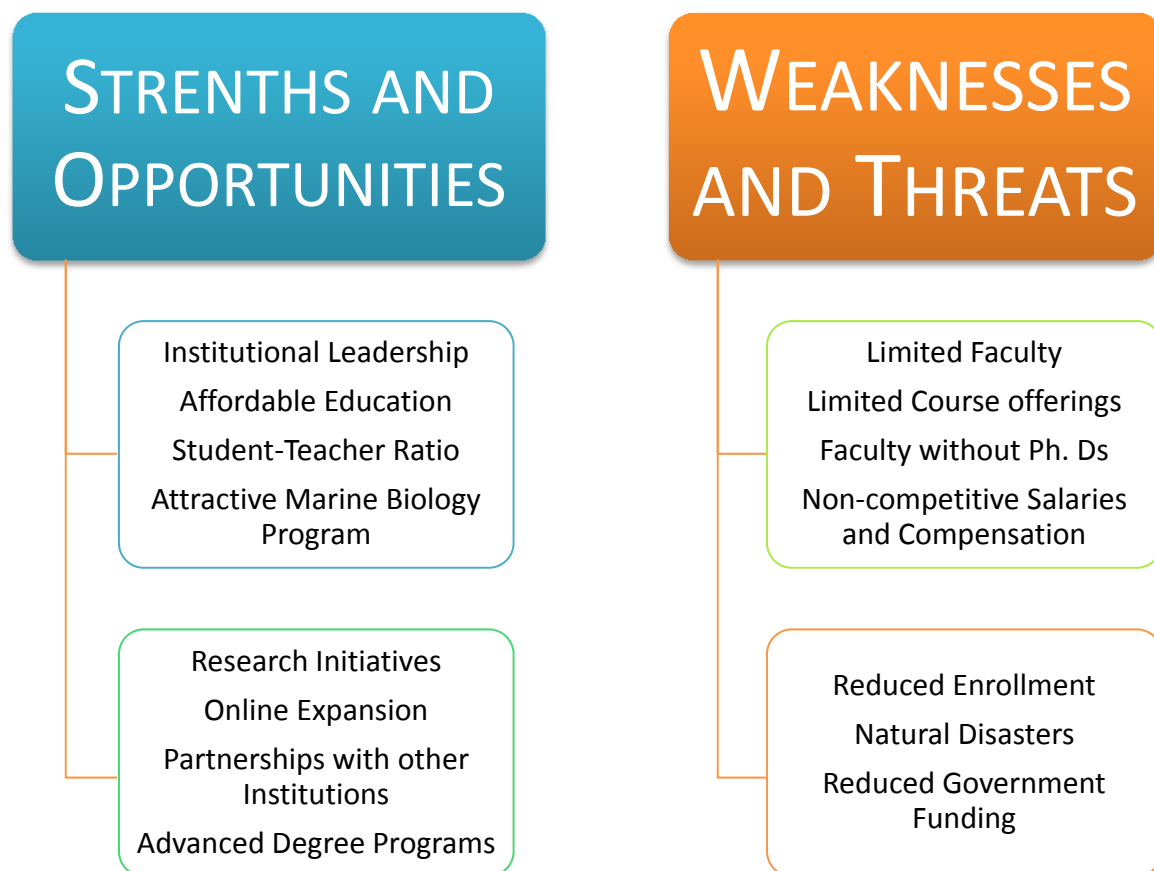 STRENTHS AND
OPPORTUNITIES
Institutional Leadership
Affordable Education
Student-Teacher Ratio
Attractive Marine Biology
Program
Research Initiatives
Online Expansion
Partnerships with other
Institutions
Advanced Degree Programs
WEAKNESSES
AND THREATS
Limited Faculty
Limited Course offerings
Faculty without Ph. Ds
Non-competitive Salaries
and Compensation
Reduced Enrollment
Natural Disasters
Reduced Government
Funding